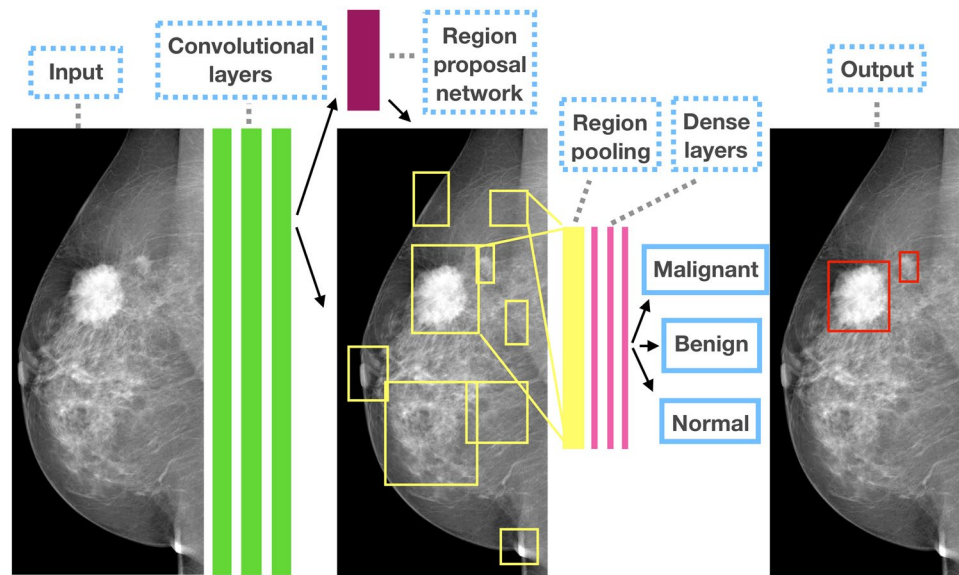 Input
Convolutional
layers
Region
proposal
network
Region
pooling
Dense
layers
Malignant
Benign
Normal
Output